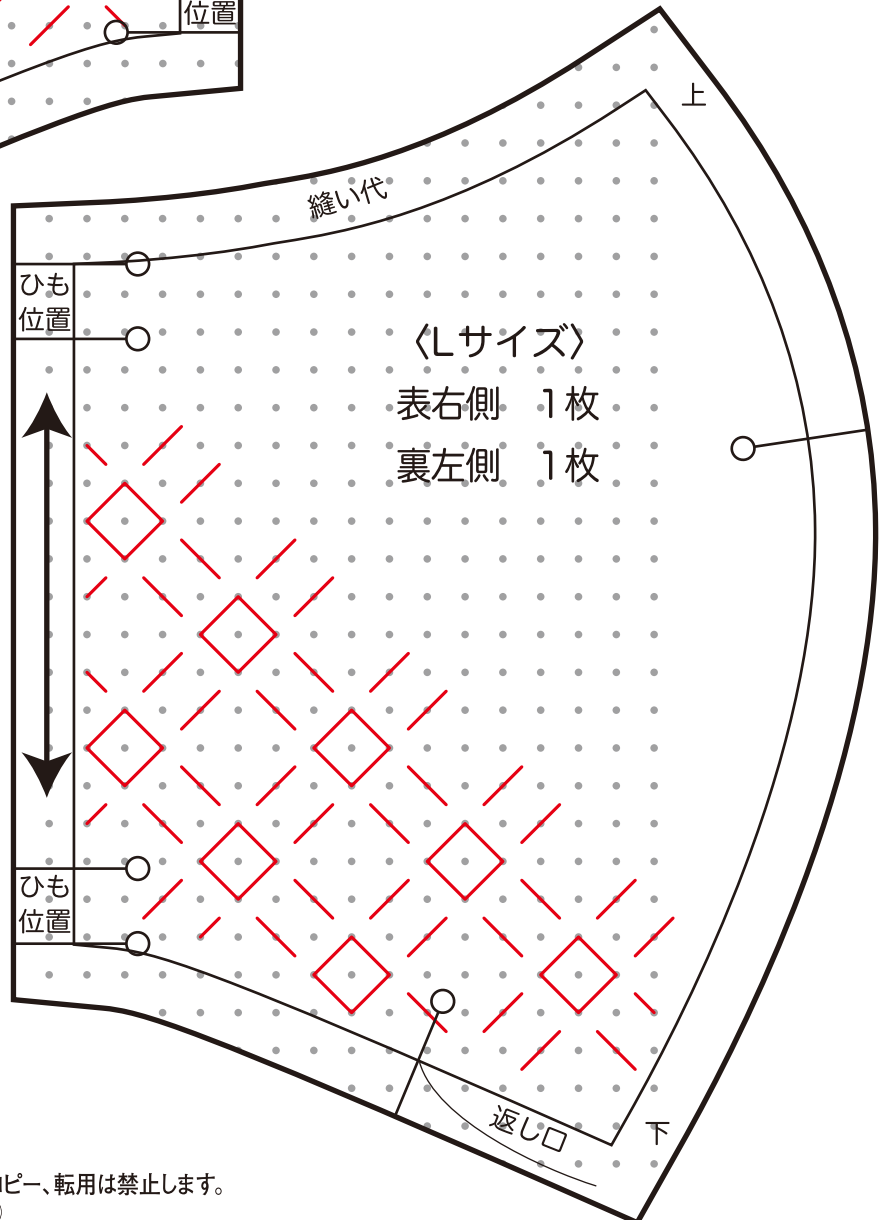 位置
上
縫い代
ひも
位置
〈Lサイズ〉
表右側　1枚
裏左側　1枚
ひも
位置
返し口
下
ピー、転用は禁止します。